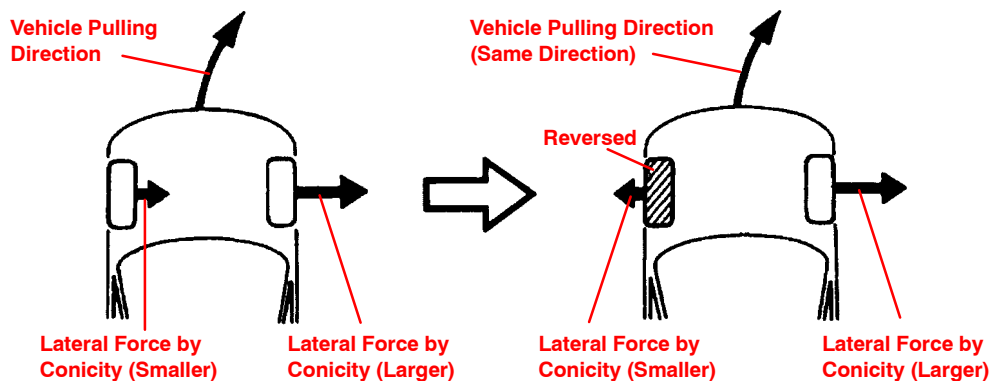 Vehicle Pulling
Direction
Vehicle Pulling Direction
(Same Direction)
Reversed
Lateral Force by
Conicity (Smaller)
Lateral Force by
Conicity (Larger)
Lateral Force by
Conicity (Smaller)
Lateral Force by
Conicity (Larger)